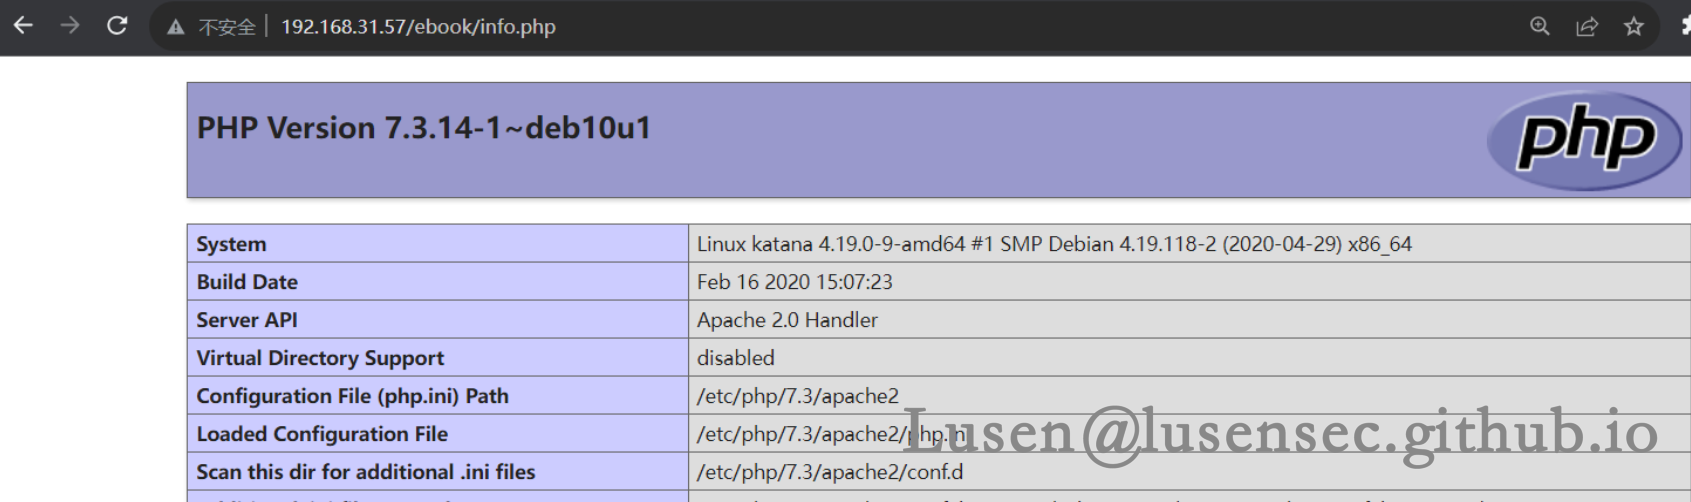 不安全 192.168.31.57/ebook/info.php
PHP Version 7.3.14-1~deb10u1
php
System Linux katana 4.19.0-9-amd64 #1 SMP Debian 4.19.118-2 (2020-04-29) x86_64
Build Date Feb 16 2020 15:07:23
Server API Apache 2.0 Handler
Virtual Directory Support disabled
Configuration File (php.ini) Path /etc/php/7.3/apache2
Loaded Configuration File /etc/php/7.3/apache2/php.ini
Lusen@lusensec.github.io
Scan this dir for additional .ini files /etc/php/7.3/apache2/conf.d